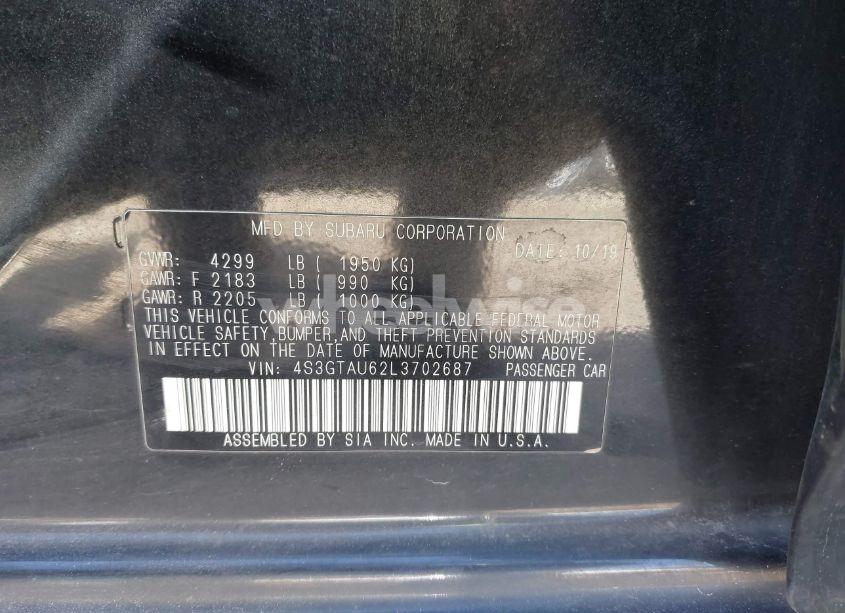 MFD BY SUBARU CORPORATION
DATE: 10/19
GVWR: 4299 LB ( 1950 KG)
GAWR: F 2183 LB ( 990 KG)
GAWR: R 2205 LB ( 1000 KG)
wheelwise
THIS VEHICLE CONFORMS TO ALL APPLICABLE FEDERAL MOTOR
VEHICLE SAFETY,BUMPER,AND THEFT PREVENTION STANDARDS
IN EFFECT ON THE DATE OF MANUFACTURE SHOWN ABOVE.
VIN: 4S3GTAU62L3702687 PASSENGER CAR
ASSEMBLED BY SIA INC. MADE IN U.S.A.